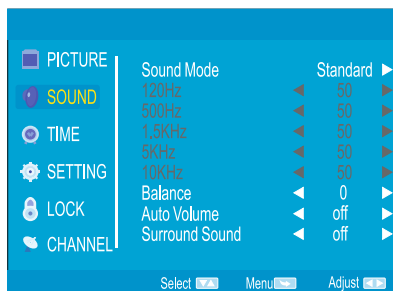 PICTURE
SOUND
TIME
SETTING
LOCK
CHANNEL
Sound Mode Standard
120Hz 50
500Hz 50
1.5KHz 50
5KHz 50
10KHz 50
Balance 0
Auto Volume off
Surround Sound off
Select Menu Adjust